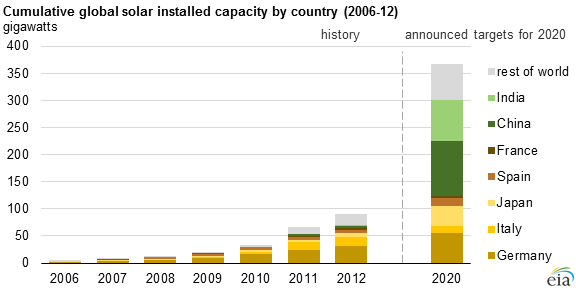 Cumulative global solar installed capacity by country (2006-12)
gigawatts
history
announced targets for 2020
400
350
300
250
200
150
100
50
0
2006 2007 2008 2009 2010 2011 2012 2020
rest of world
India
China
France
Spain
Japan
Italy
Germany
eia